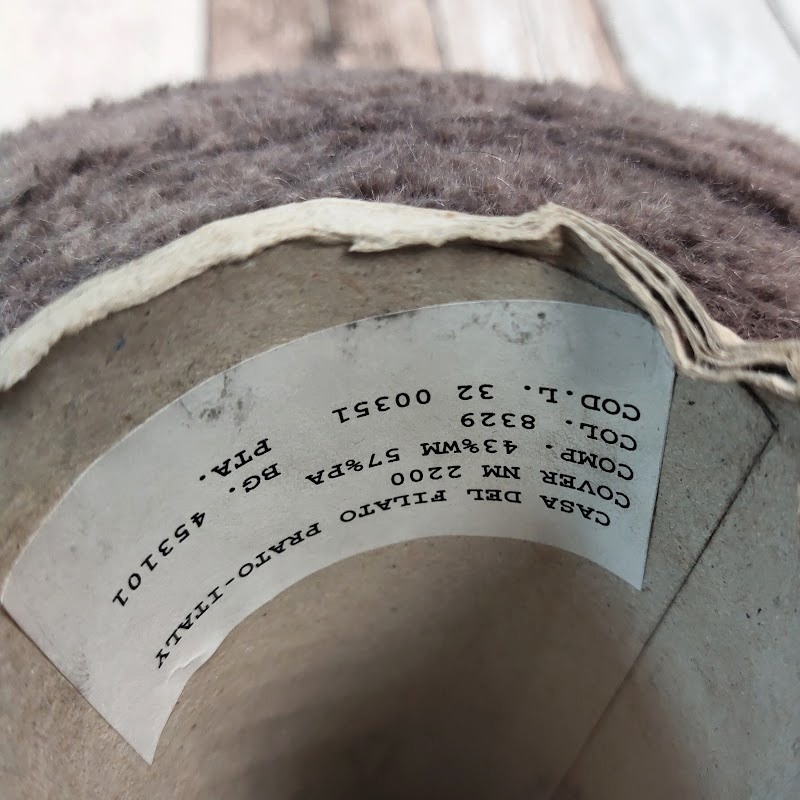 CASA DEL FILATO PRATO-ITALY
COVER NM 2200
COMP. 43%WM 57%PA BG. 453101
COL. 8329 PTA.
COD.L. 32 00351